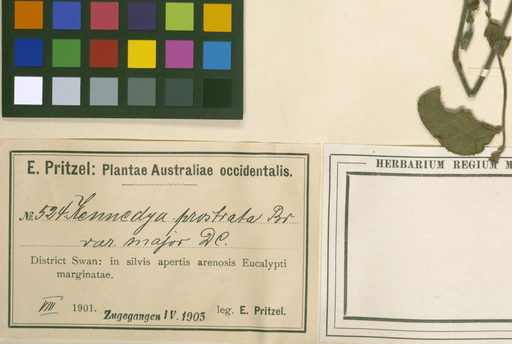 E. Pritzel: Plantae Australiae occidentalis.
№. 524 Kennedya prostrata Br
var. major DC.
District Swan: in silvis apertis arenosis Eucalypti
marginatae.
VIII 1901. Zugegangen IV. 1905 leg. E. Pritzel.
HERBARIUM REGIUM M